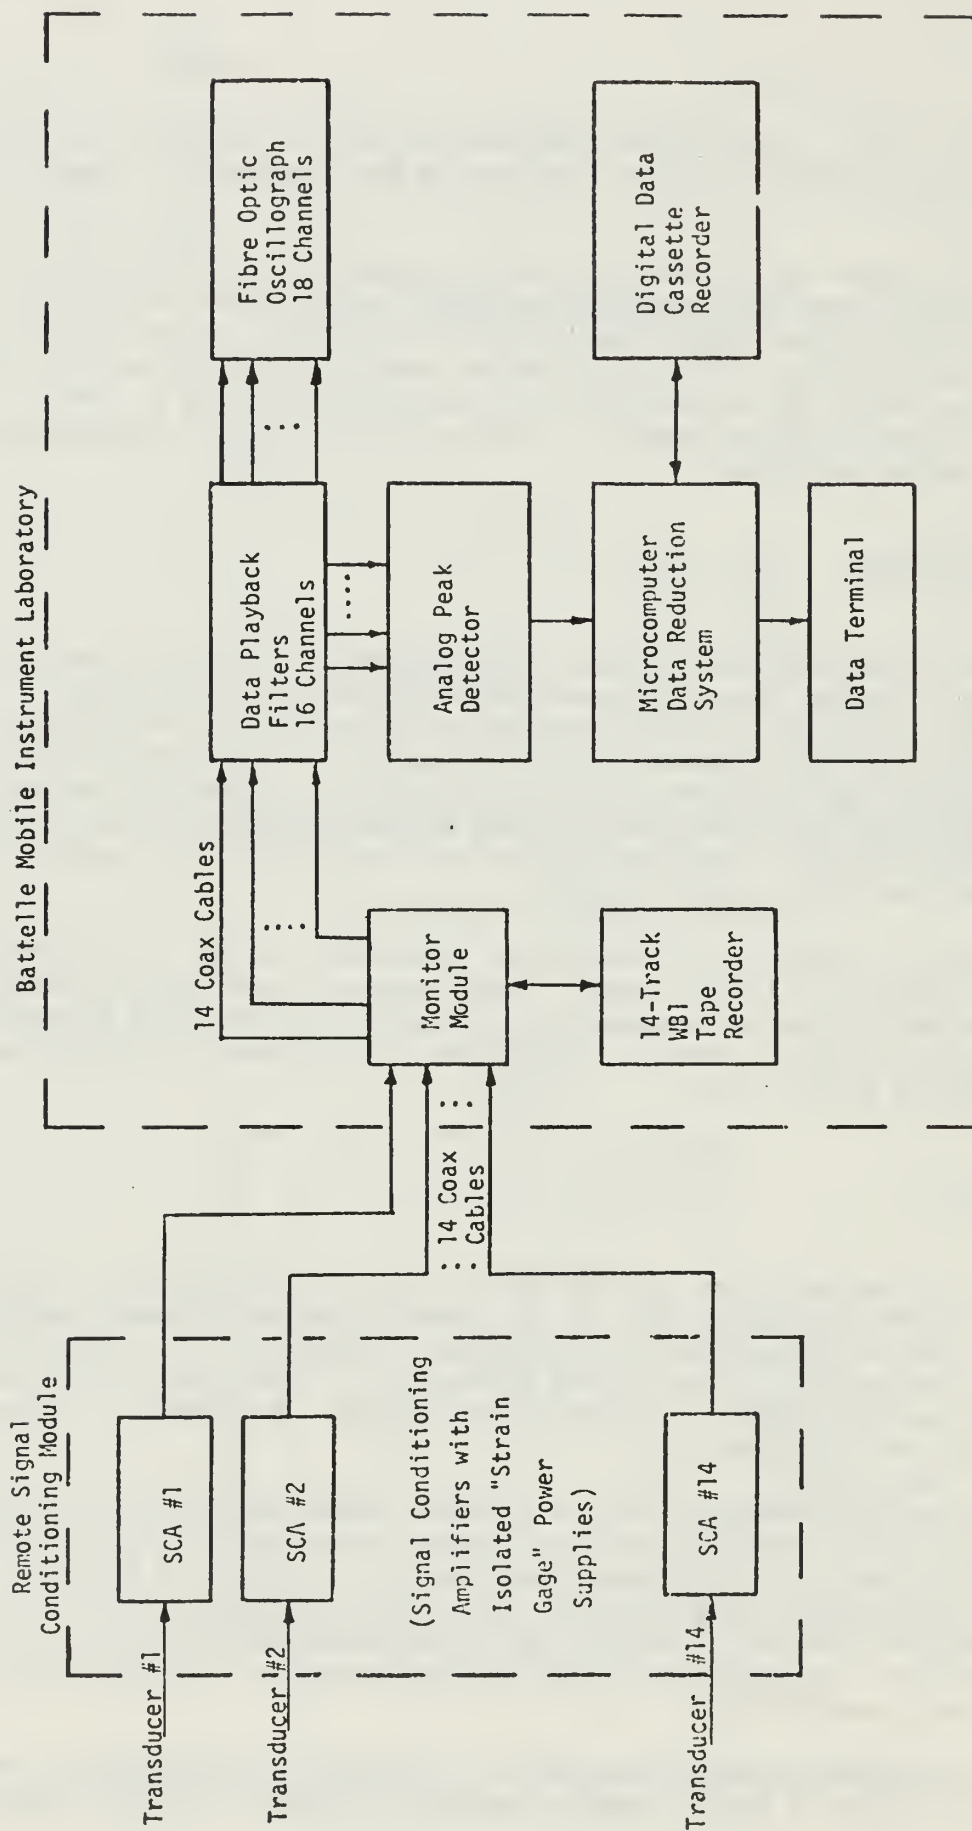 Battelle Mobile Instrument Laboratory
Remote Signal
Conditioning Module
Transducer #1
SCA #1
Transducer #2
SCA #2
(Signal Conditioning
Amplifiers with
Isolated "Strain
Gage" Power
Supplies)
Transducer #14
SCA #14
14 Coax
Cables
14 Coax Cables
Monitor
Module
14-Track
WB1
Tape
Recorder
Data Playback
Filters
16 Channels
Fibre Optic
Oscillograph
18 Channels
Analog Peak
Detector
Microcomputer
Data Reduction
System
Digital Data
Cassette
Recorder
Data Terminal